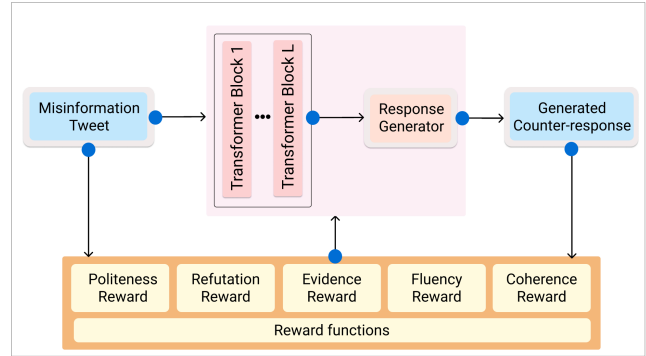 Misinformation
Tweet
Transformer Block 1
•••
Transformer Block L
Response
Generator
Generated
Counter-response
Politeness
Reward
Refutation
Reward
Evidence
Reward
Fluency
Reward
Coherence
Reward
Reward functions